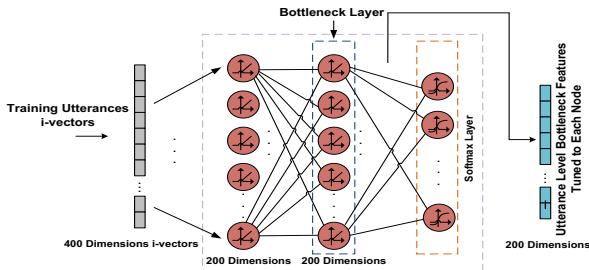 Bottleneck Layer
Training Utterances
i-vectors
Softmax Layer
Utterance Level Bottleneck Features
Tuned to Each Node
400 Dimensions i-vectors
200 Dimensions
200 Dimensions
200 Dimensions